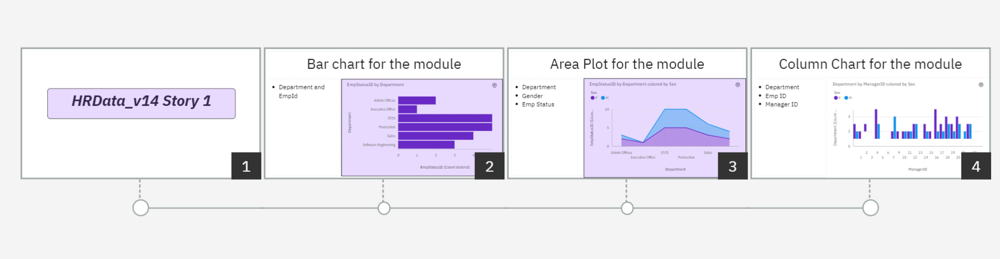 HRData_v14 Story 1
1
Bar chart for the module
• Department and
EmpId
EmpStatusID by Department
Department
Admin Offices
Executive Office
IT/IS
Production
Sales
Software Engineering
0 1 2 3 4
EmpStatusID (Count distinct)
2
Area Plot for the module
• Department
• Gender
• Emp Status
EmpStatusID by Department colored by Sex
Sex
F M
EmpStatusID (Coun...
10
5
0
Admin Offices IT/IS Sales
Executive Office Production
Department
3
Column Chart for the module
• Department
• Emp ID
• Manager ID
Department by ManagerID colored by Sex
Sex
F M
Department (Count ...
4
2
0
2 4 6 9 11 13 15 17 19
1 3 5 7 10 12 14 16 18 20
ManagerID
4